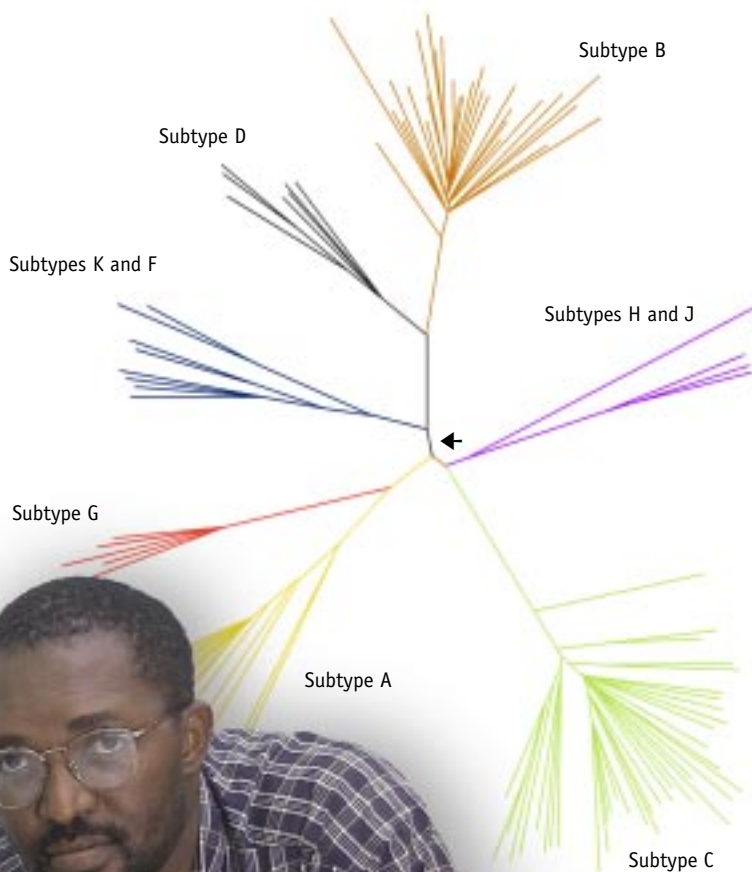 Subtype B
Subtype D
Subtypes K and F
Subtypes H and J
Subtype G
Subtype A
Subtype C